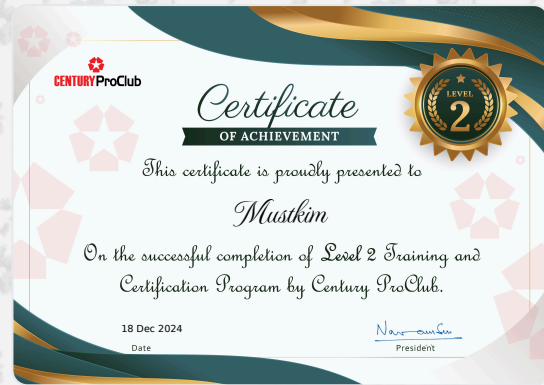 CENTURY ProClub
LEVEL
2
Certificate
OF ACHIEVEMENT
This certificate is proudly presented to
Mustkim
On the successful completion of Level 2 Training and
Certification Program by Century ProClub.
18 Dec 2024
Date
President